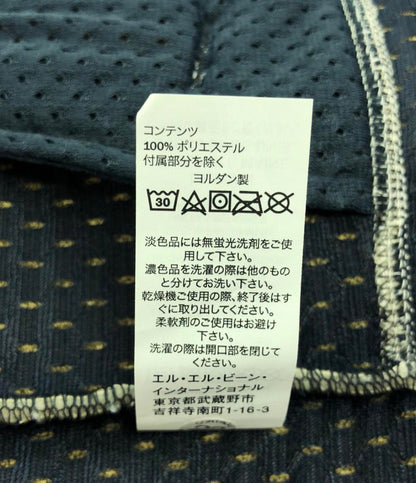 コンテンツ
100% ポリエステル
付属部分を除く
ヨルダン製
30
淡色品には無蛍光洗剤をご使
用して下さい。
濃色品を洗濯の際は他のもの
と分けてお洗い下さい。
乾燥機ご使用の際、終了後はす
ぐに取り出してください。
柔軟剤のご使用はお避け
下さい。
洗濯の際は開口部を閉じて
ください。
エル・エル・ビーン・
インターナショナル
東京都武蔵野市
吉祥寺南町1-16-3